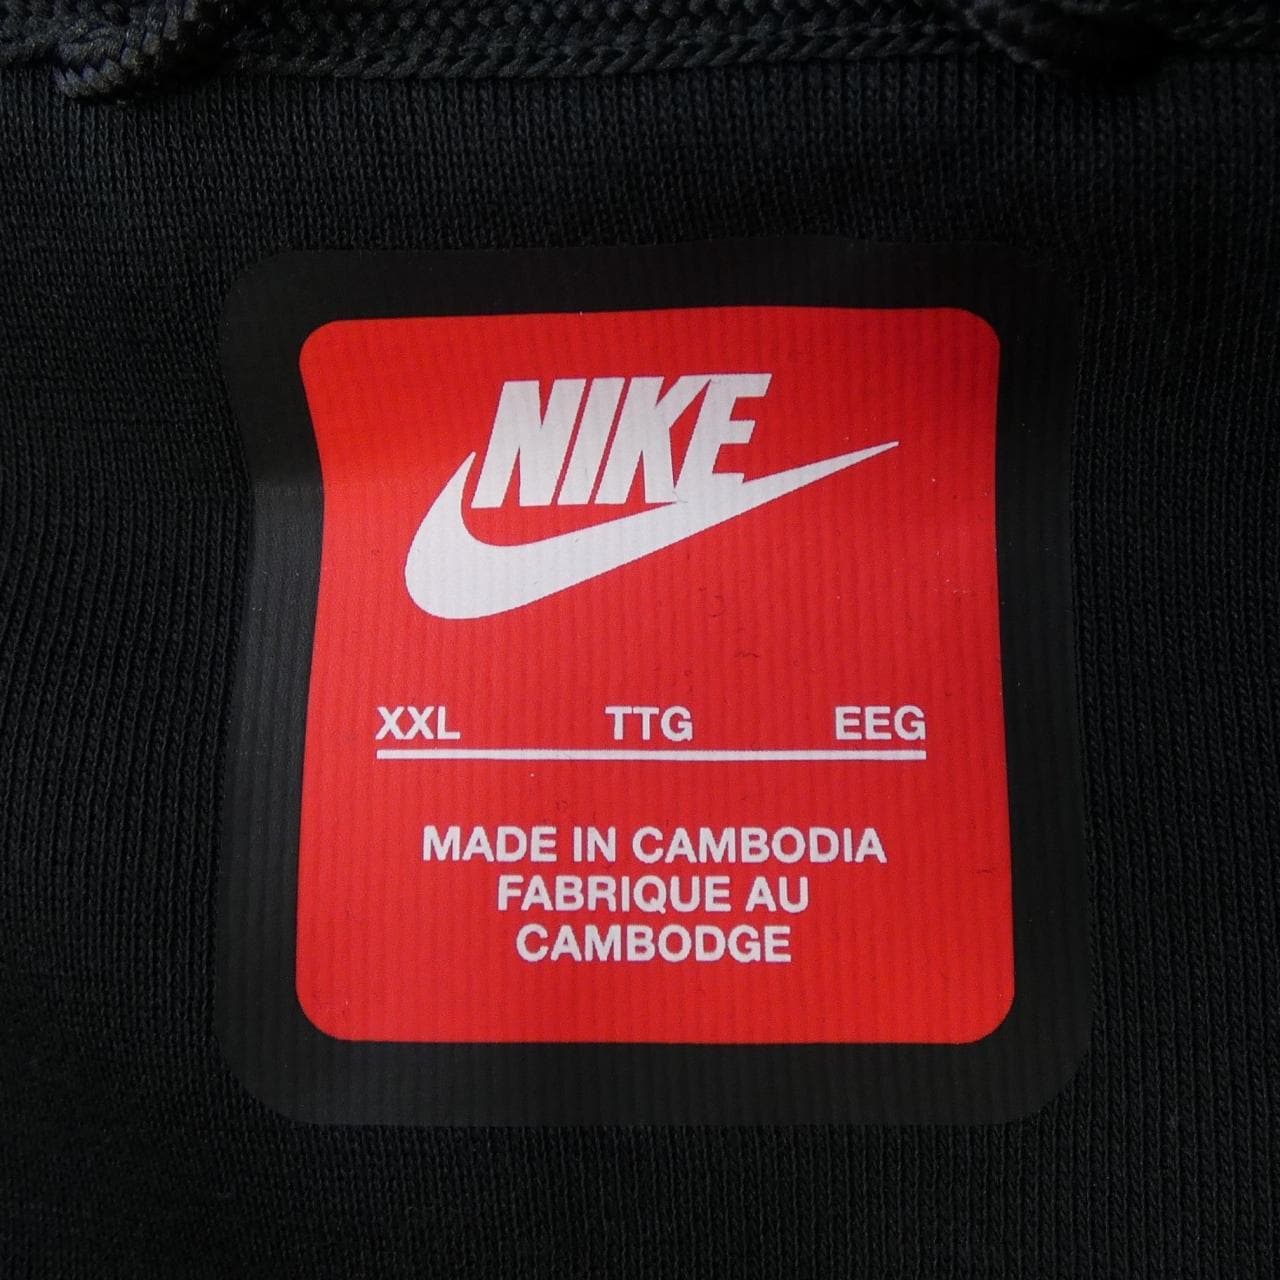 NIKE
XXL TTG EEG
MADE IN CAMBODIA
FABRIQUE AU
CAMBODGE